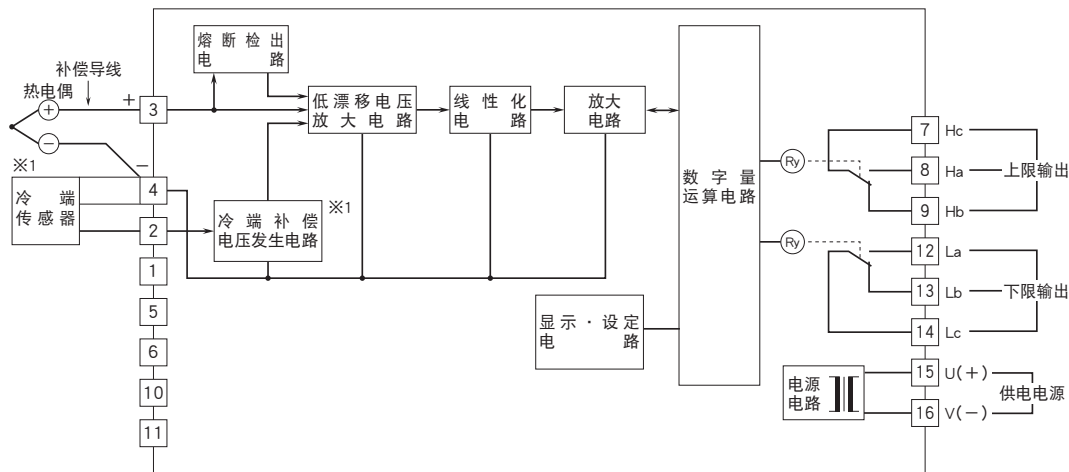 熔断检出
电路
补偿导线
热电偶
+
3
+
−
−
※1
冷端
传感器
4
2
1
5
6
10
11
低漂移电压
放大电路
线性化
电路
放大
电路
冷端补偿
电压发生电路
※1
显示·设定
电路
数字量
运算电路
Ry
Ry
7 Hc
8 Ha 上限输出
9 Hb
12 La
13 Lb 下限输出
14 Lc
电源
电路
15 U(+)
供电电源
16 V(−)